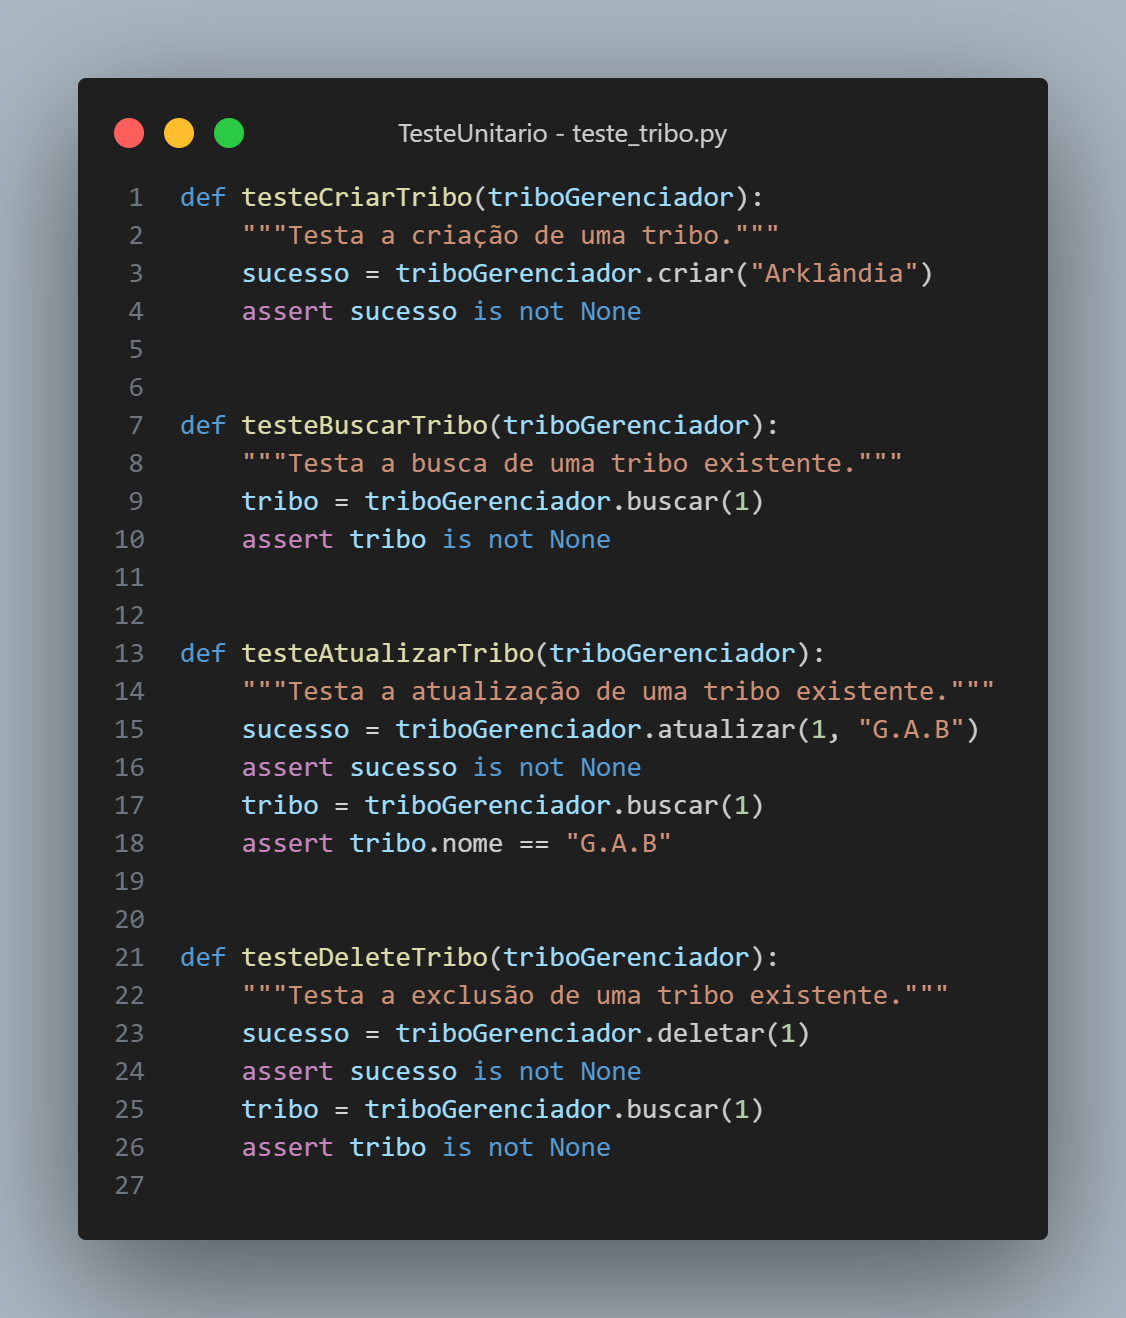 TesteUnitario - teste_tribo.py
1 def testeCriarTribo(triboGerenciador):
2     """Testa a criação de uma tribo."""
3     sucesso = triboGerenciador.criar("Arklândia")
4     assert sucesso is not None
5
6
7 def testeBuscarTribo(triboGerenciador):
8     """Testa a busca de uma tribo existente."""
9     tribo = triboGerenciador.buscar(1)
10     assert tribo is not None
11
12
13 def testeAtualizarTribo(triboGerenciador):
14     """Testa a atualização de uma tribo existente."""
15     sucesso = triboGerenciador.atualizar(1, "G.A.B")
16     assert sucesso is not None
17     tribo = triboGerenciador.buscar(1)
18     assert tribo.nome == "G.A.B"
19
20
21 def testeDeleteTribo(triboGerenciador):
22     """Testa a exclusão de uma tribo existente."""
23     sucesso = triboGerenciador.deletar(1)
24     assert sucesso is not None
25     tribo = triboGerenciador.buscar(1)
26     assert tribo is not None
27